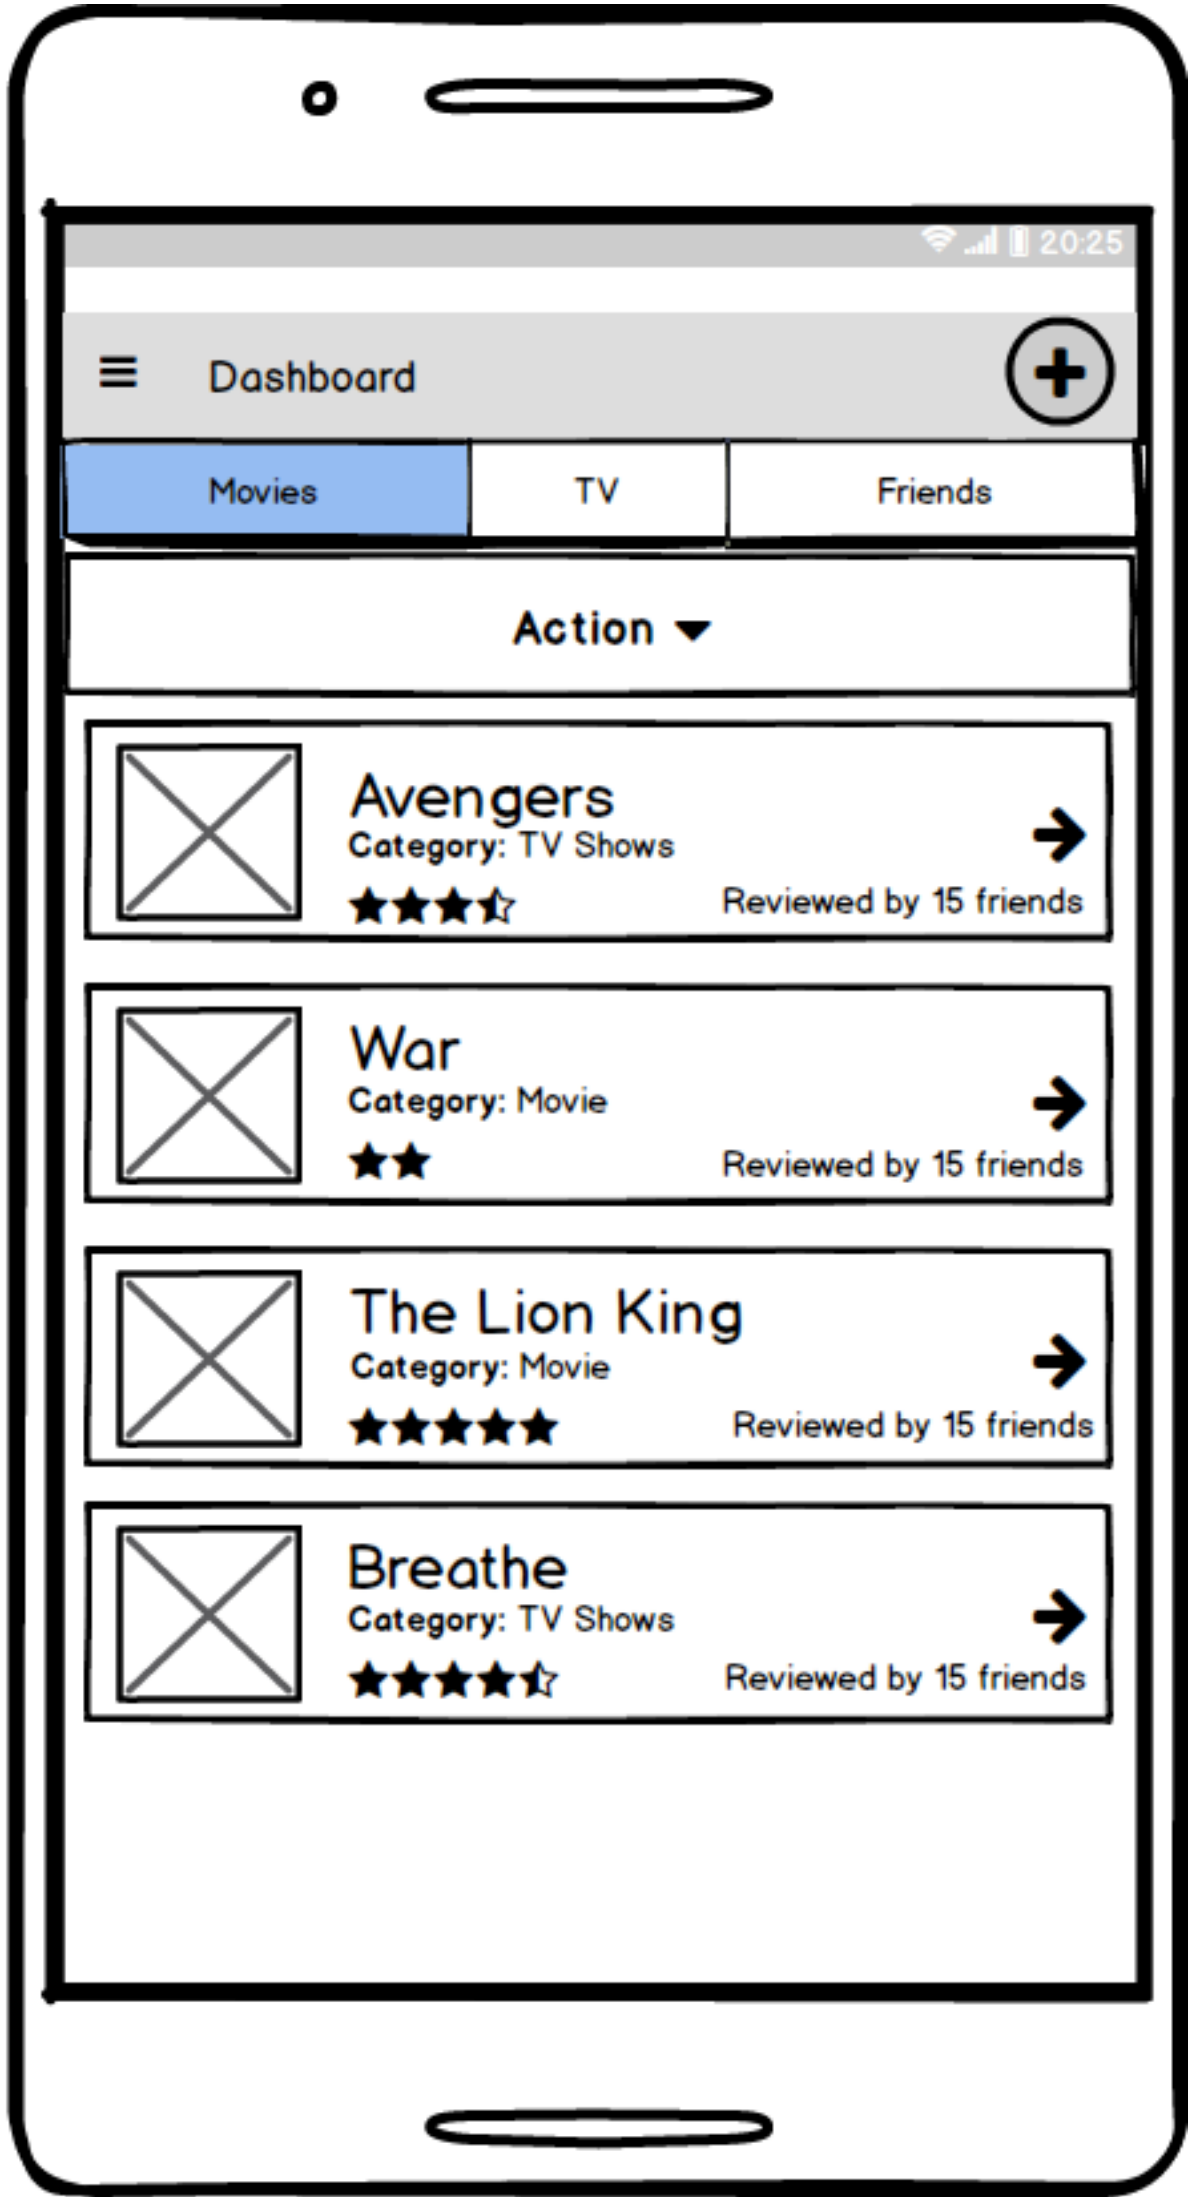 20:25
Dashboard
Movies TV Friends
Action
Avengers
Category: TV Shows
Reviewed by 15 friends
War
Category: Movie
Reviewed by 15 friends
The Lion King
Category: Movie
Reviewed by 15 friends
Breathe
Category: TV Shows
Reviewed by 15 friends